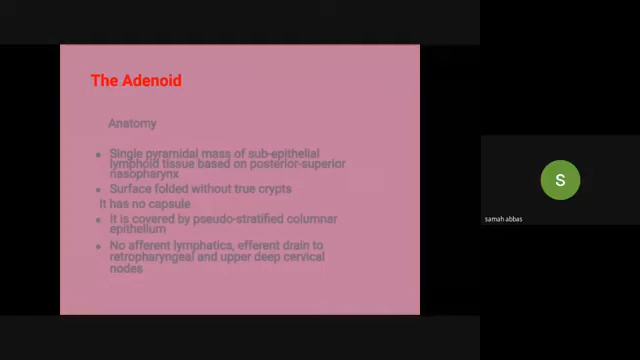 The Adenoid
Anatomy
● Single pyramidal mass of sub-epithelial
lymphoid tissue based on posterior-superior
nasopharynx
● Surface folded without true crypts
It has no capsule
● It is covered by pseudo-stratified columnar
epithelium
● No afferent lymphatics, efferent drain to
retropharyngeal and upper deep cervical
nodes
S
samah abbas